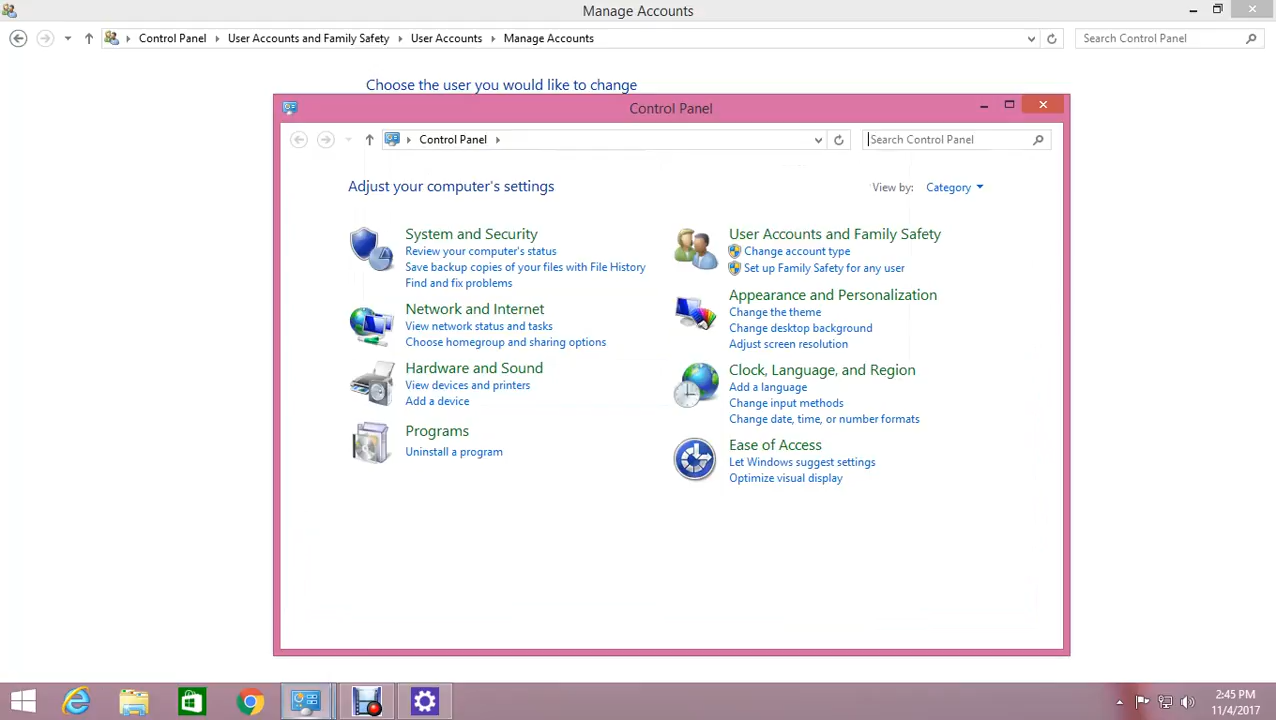 Manage Accounts
Control Panel User Accounts and Family Safety User Accounts Manage Accounts
Search Control Panel
Choose the user you would like to change
Control Panel
Control Panel
Search Control Panel
Adjust your computer's settings
View by: Category
System and Security
Review your computer's status
Save backup copies of your files with File History
Find and fix problems
Network and Internet
View network status and tasks
Choose homegroup and sharing options
Hardware and Sound
View devices and printers
Add a device
Programs
Uninstall a program
User Accounts and Family Safety
Change account type
Set up Family Safety for any user
Appearance and Personalization
Change the theme
Change desktop background
Adjust screen resolution
Clock, Language, and Region
Add a language
Change input methods
Change date, time, or number formats
Ease of Access
Let Windows suggest settings
Optimize visual display
2:45 PM
11/4/2017